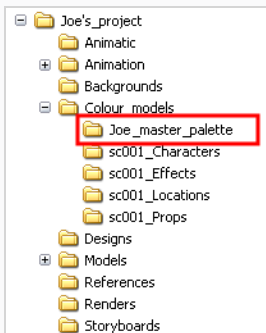 Joe's_project
Animatic
Animation
Backgrounds
Colour_models
Joe_master_palette
sc001_Characters
sc001_Effects
sc001_Locations
sc001_Props
Designs
Models
References
Renders
Storyboards